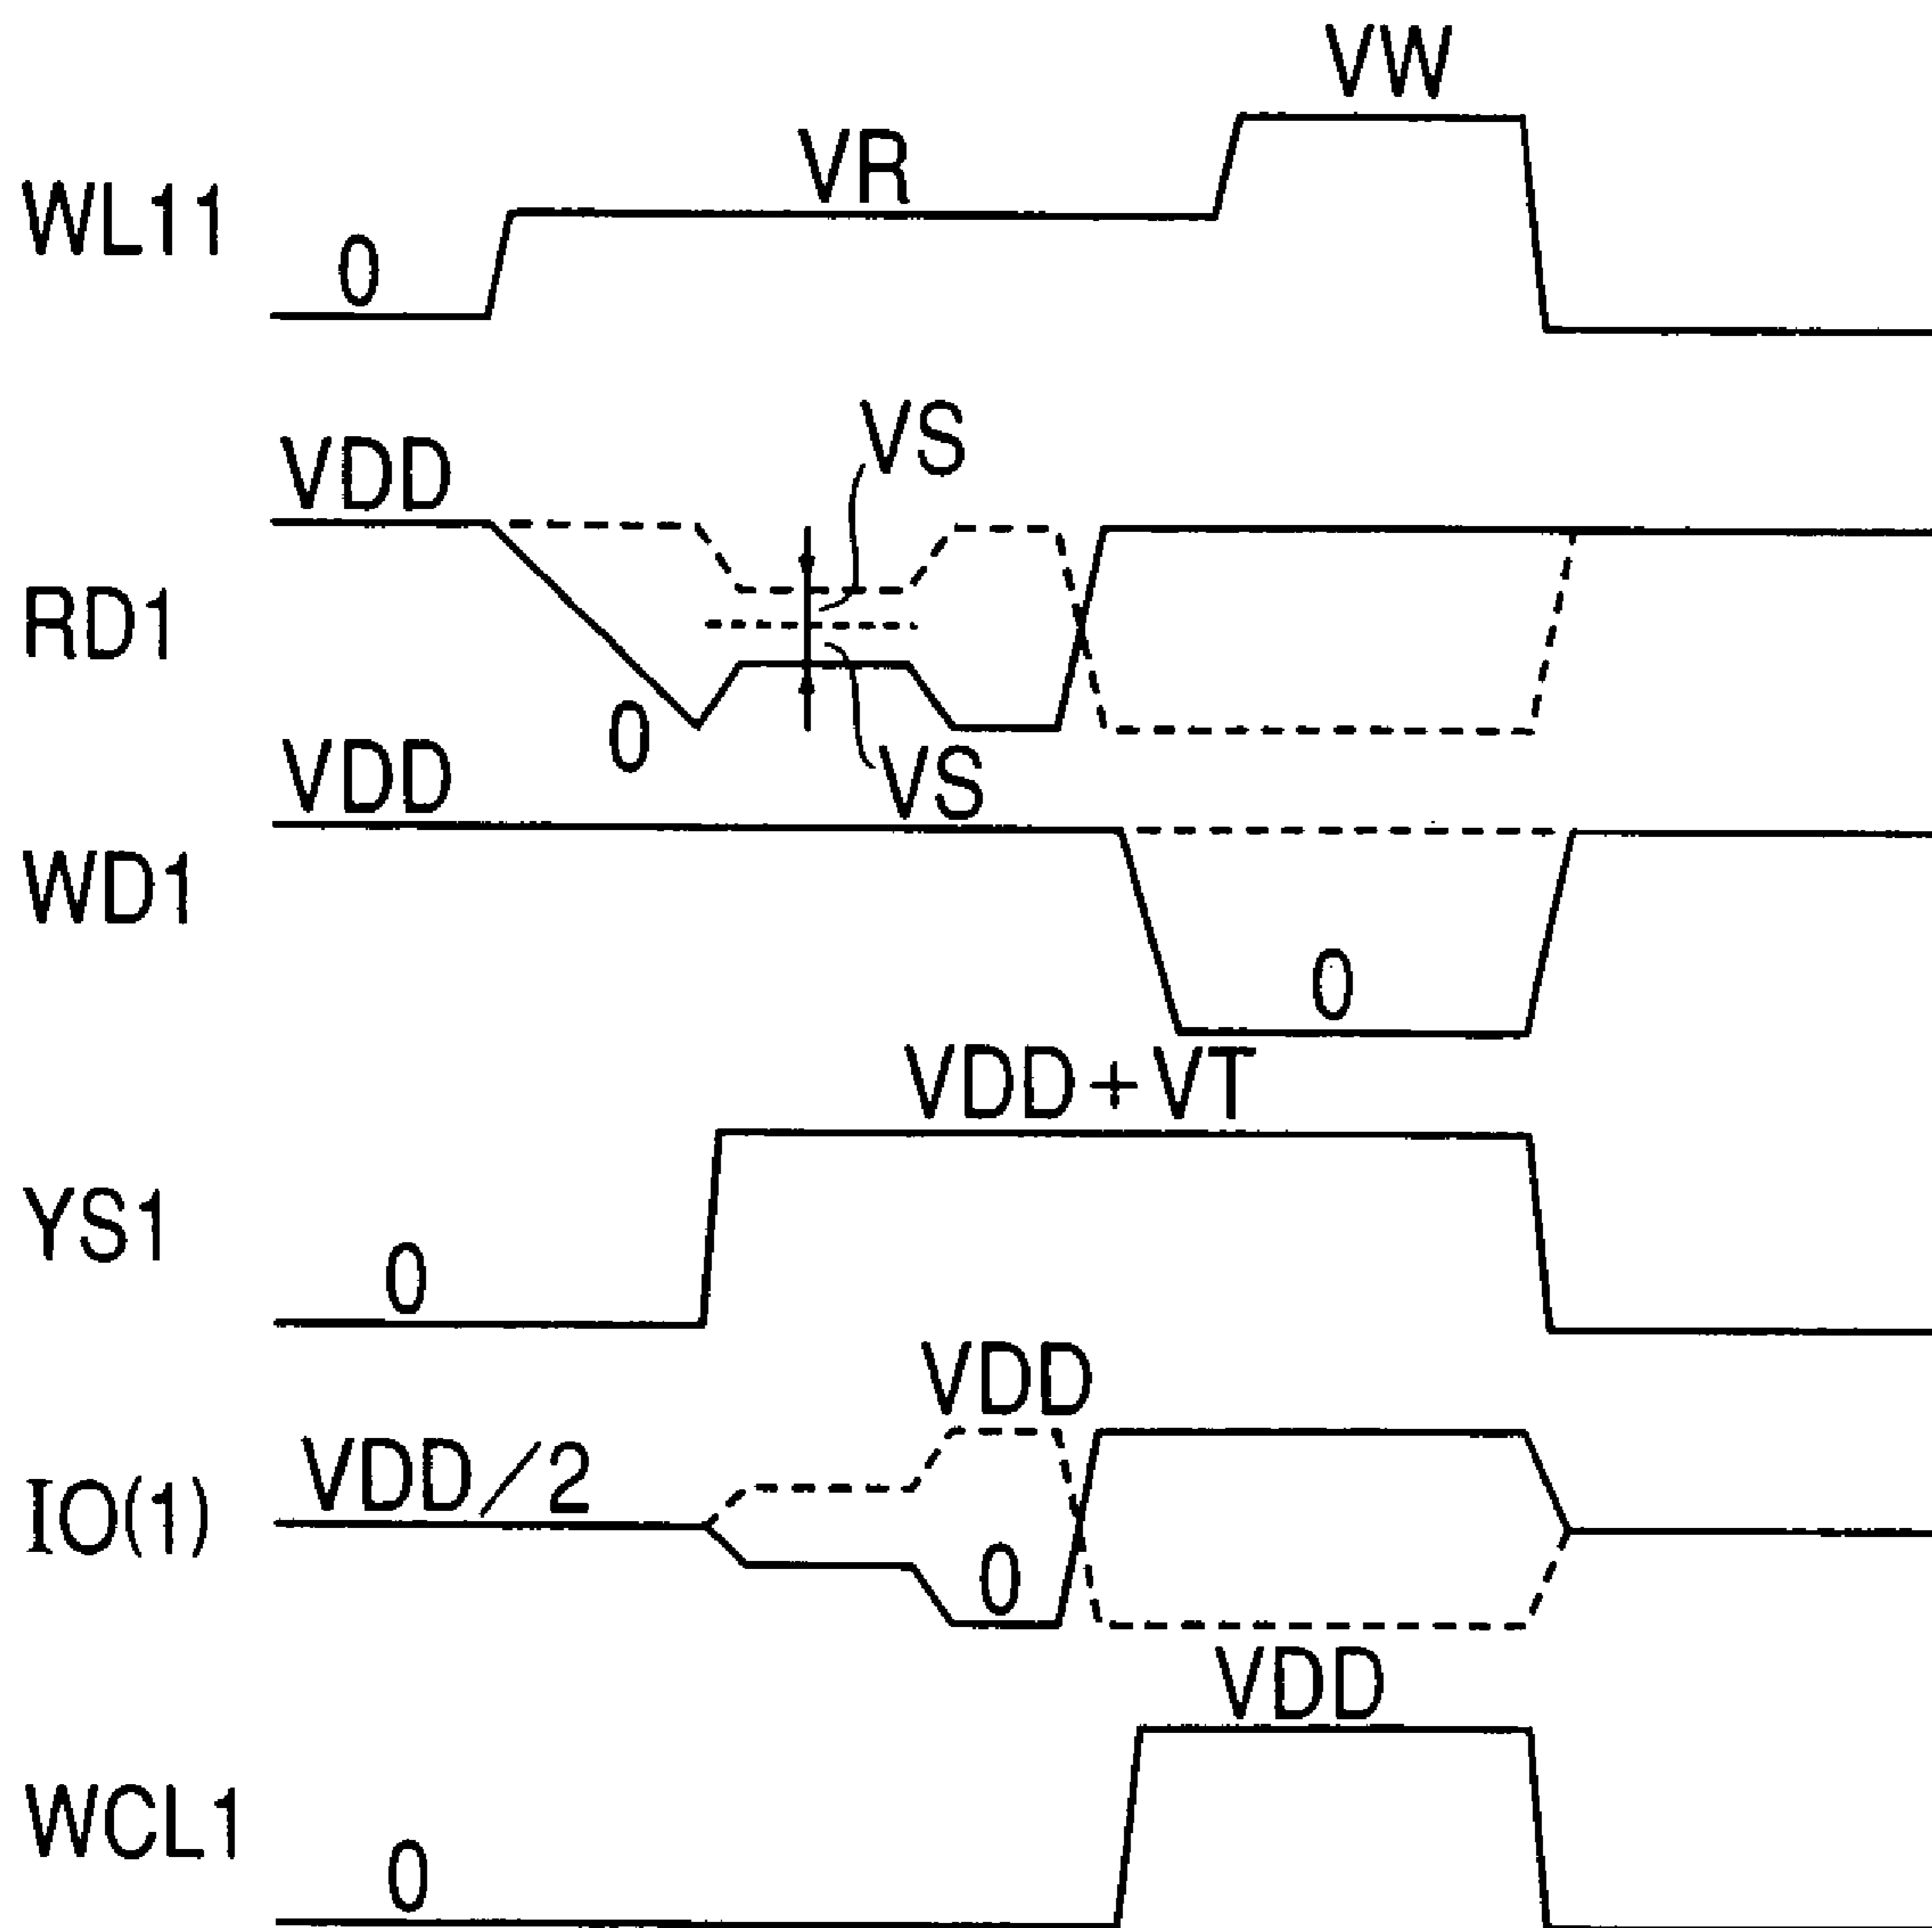 VW
VR
WL11
0
VS
VDD
RD1
0
VS
VDD
WD1
0
VDD+VT
YS1
0
VDD
VDD/2
IO(1)
0
VDD
WCL1
0